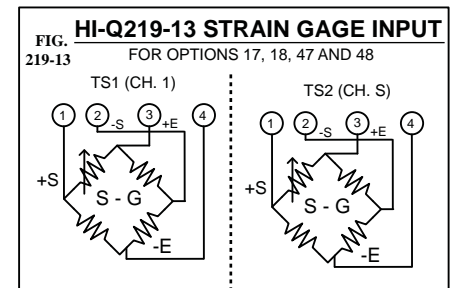 FIG. 219-13
HI-Q219-13 STRAIN GAGE INPUT
FOR OPTIONS 17, 18, 47 AND 48
TS1 (CH. 1)
1 2 3 4
-S +E
+S
S - G
-E
TS2 (CH. S)
1 2 3 4
-S +E
+S
S - G
-E